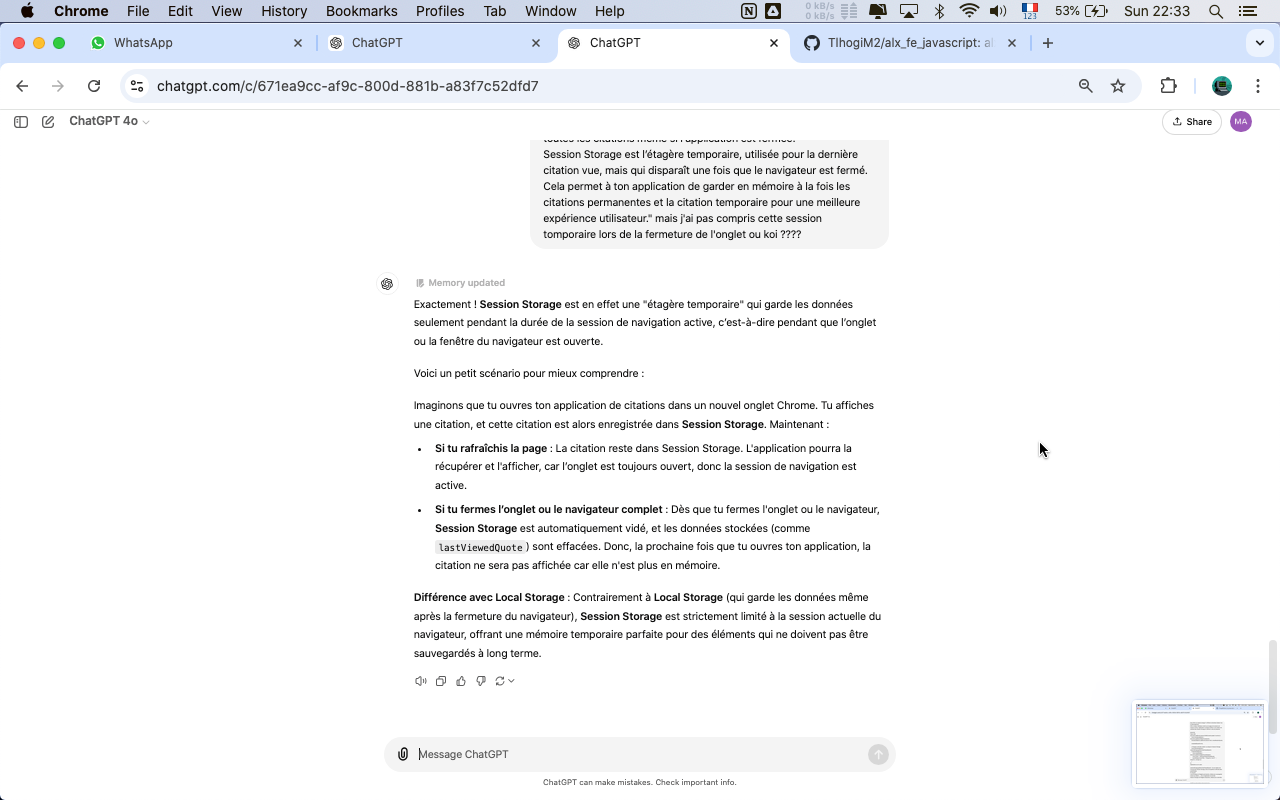 Chrome File Edit View History Bookmarks Profiles Tab Window Help 0 kB/s 0 kB/s 123 53% Sun 22:33
WhatsApp ChatGPT ChatGPT TlhogiM2/alx_fe_javascript:
chatgpt.com/c/671ea9cc-af9c-800d-881b-a83f7c52dfd7
ChatGPT 4o Share MA
toutes les citations même si l'application est fermée.
Session Storage est l'étagère temporaire, utilisée pour la dernière
citation vue, mais qui disparaît une fois que le navigateur est fermé.
Cela permet à ton application de garder en mémoire à la fois les
citations permanentes et la citation temporaire pour une meilleure
expérience utilisateur." mais j'ai pas compris cette session
tomporaire lors de la fermeture de l'onglet ou koi ????
Memory updated
Exactement ! Session Storage est en effet une "étagère temporaire" qui garde les données
seulement pendant la durée de la session de navigation active, c'est-à-dire pendant que l'onglet
ou la fenêtre du navigateur est ouverte.
Voici un petit scénario pour mieux comprendre :
Imaginons que tu ouvres ton application de citations dans un nouvel onglet Chrome. Tu affiches
une citation, et cette citation est alors enregistrée dans Session Storage. Maintenant :
• Si tu rafraîchis la page : La citation reste dans Session Storage. L'application pourra la
récupérer et l'afficher, car l'onglet est toujours ouvert, donc la session de navigation est
active.
• Si tu fermes l'onglet ou le navigateur complet : Dès que tu fermes l'onglet ou le navigateur,
Session Storage est automatiquement vidé, et les données stockées (comme
lastViewedQuote) sont effacées. Donc, la prochaine fois que tu ouvres ton application, la
citation ne sera pas affichée car elle n'est plus en mémoire.
Différence avec Local Storage : Contrairement à Local Storage (qui garde les données même
après la fermeture du navigateur), Session Storage est strictement limité à la session actuelle du
navigateur, offrant une mémoire temporaire parfaite pour des éléments qui ne doivent pas être
sauvegardés à long terme.
Message ChatGPT
ChatGPT can make mistakes. Check important info.